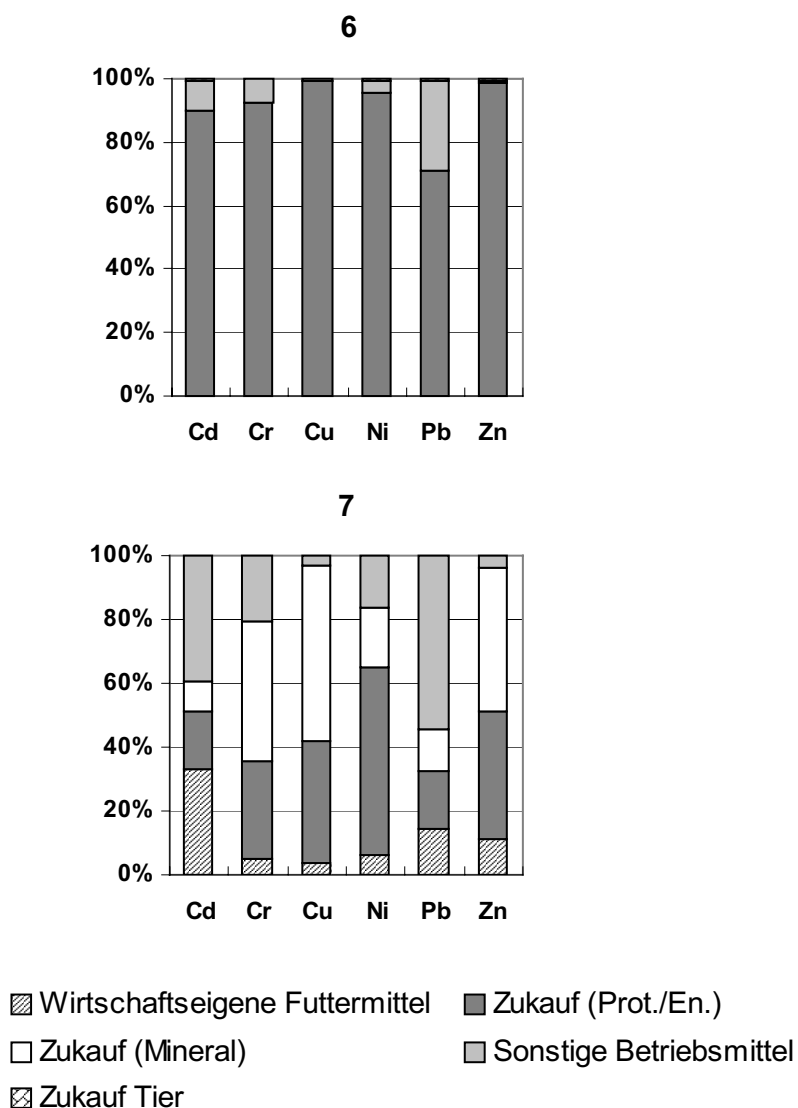 6
100%
80%
60%
40%
20%
0%
Cd Cr Cu Ni Pb Zn
7
100%
80%
60%
40%
20%
0%
Cd Cr Cu Ni Pb Zn
Wirtschaftseigene Futtermittel Zukauf (Prot./En.)
Zukauf (Mineral) Sonstige Betriebsmittel
Zukauf Tier